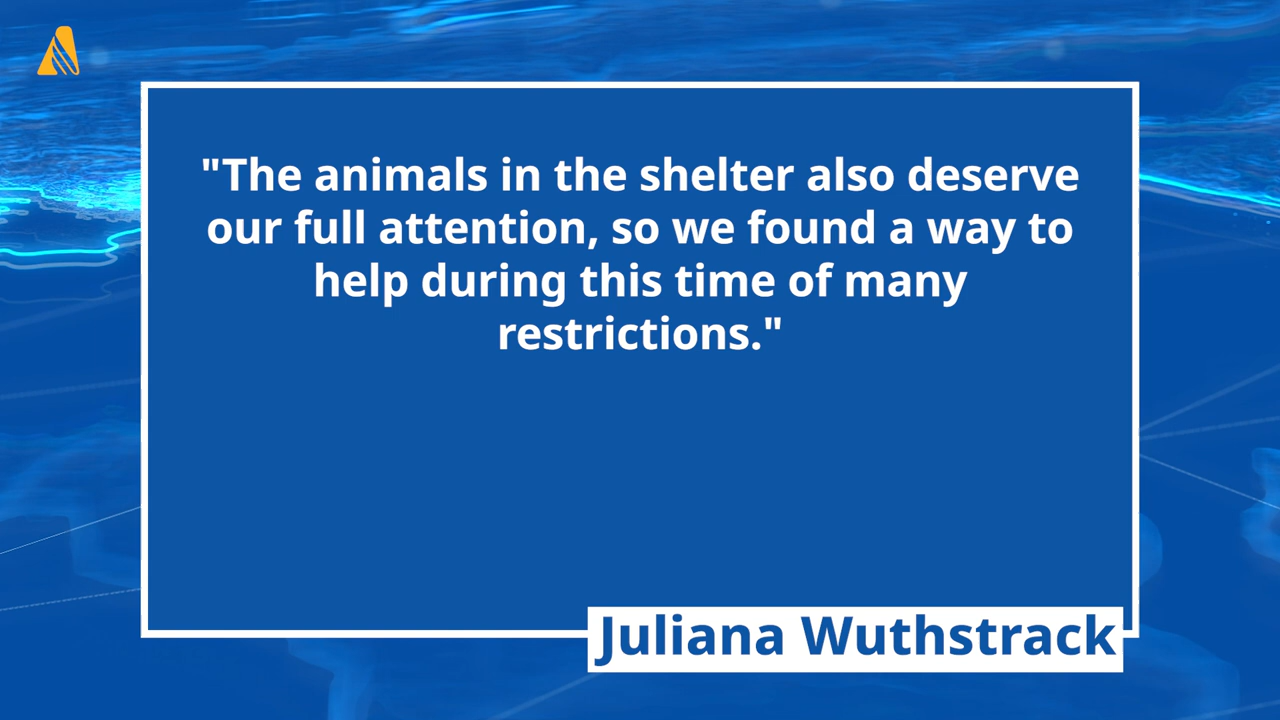 "The animals in the shelter also deserve
our full attention, so we found a way to
help during this time of many
restrictions."
Juliana Wuthstrack